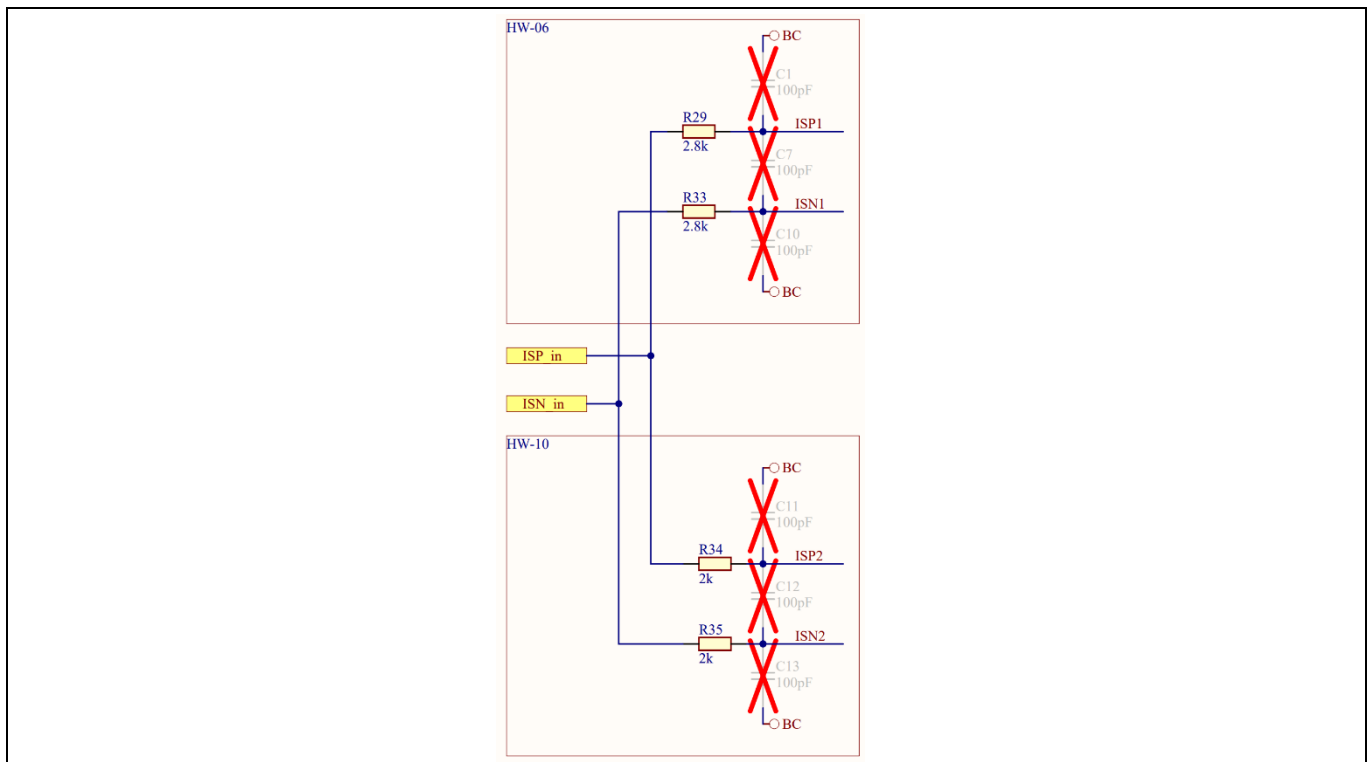 HW-06
BC
C1
100pF
R29
ISP1
2.8k
C7
100pF
R33
ISN1
2.8k
C10
100pF
BC
ISP_in
ISN_in
HW-10
BC
C11
100pF
R34
ISP2
2k
C12
100pF
R35
ISN2
2k
C13
100pF
BC